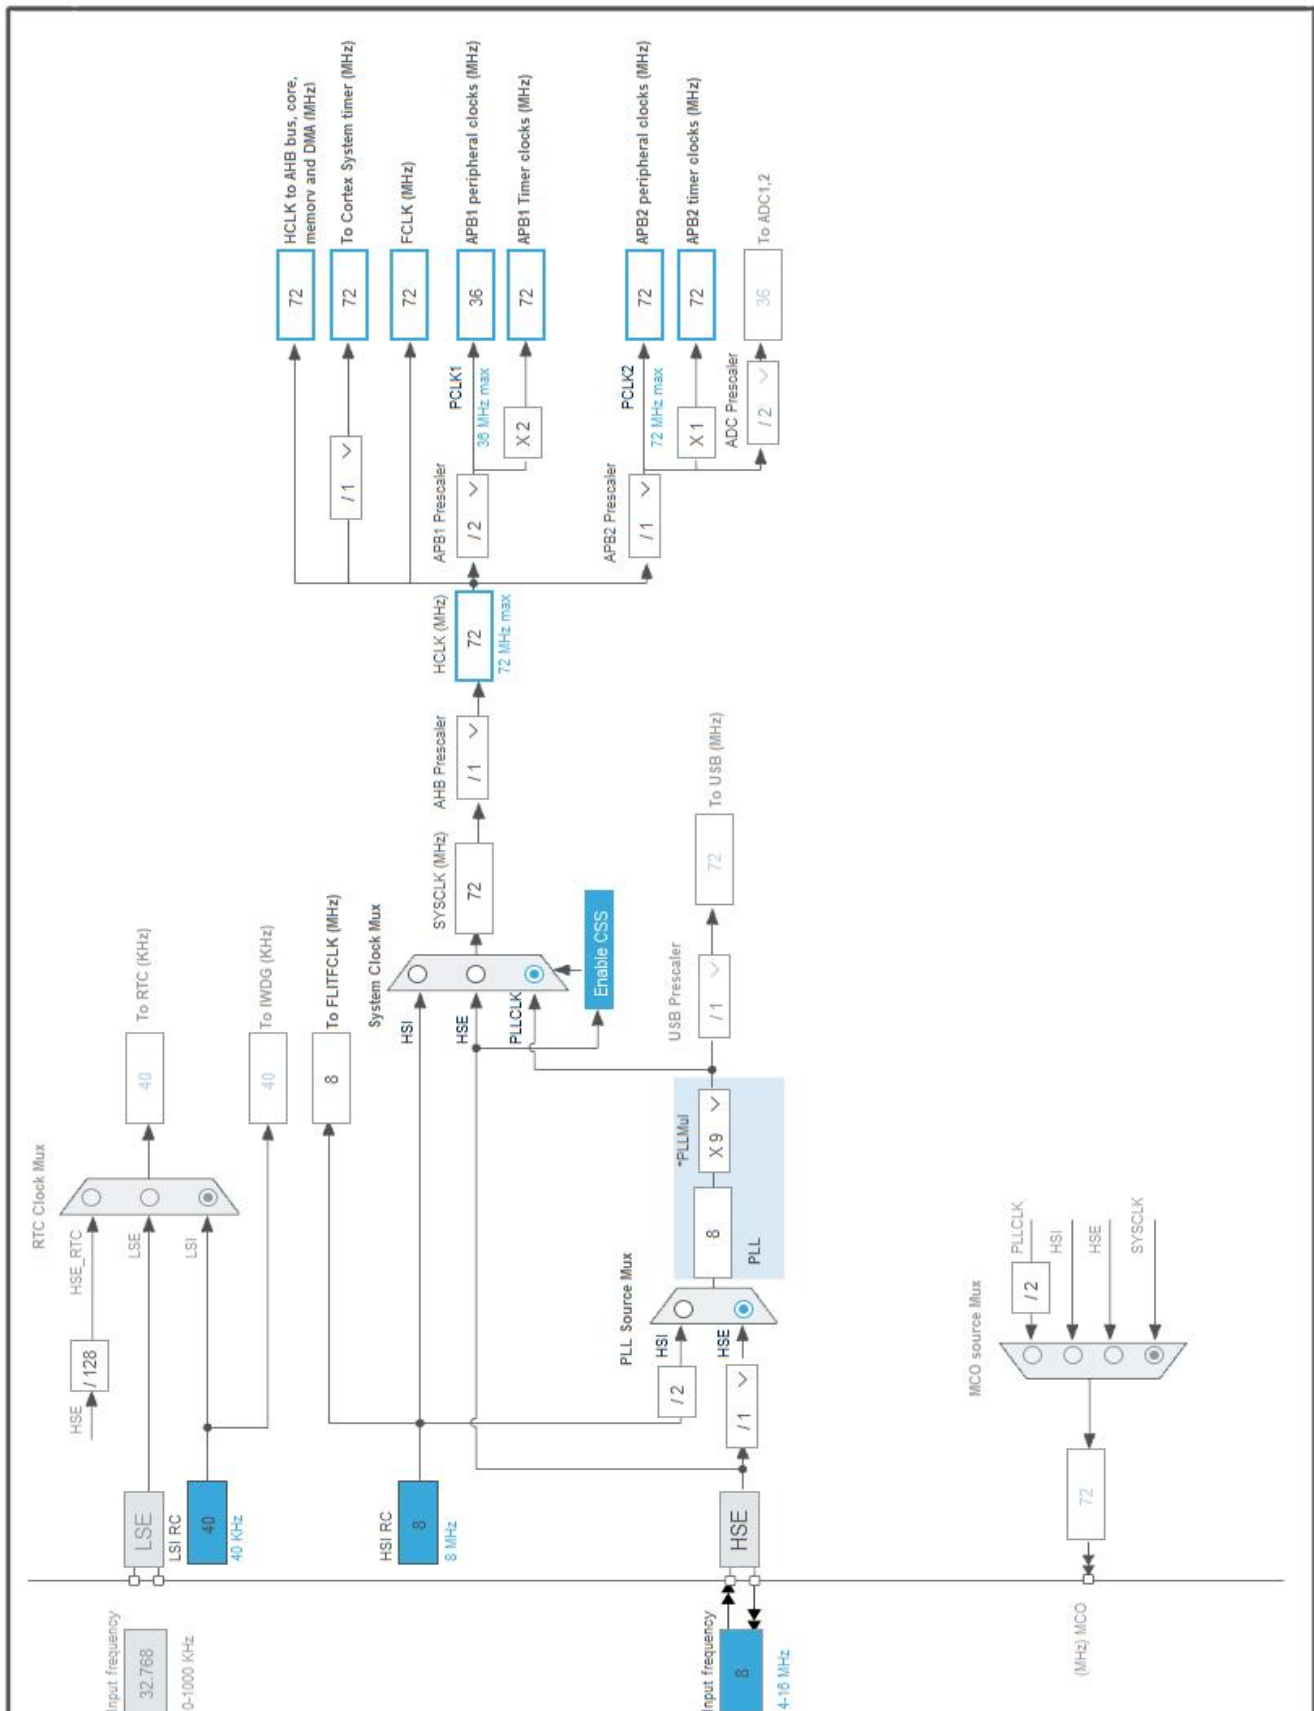 Input frequency
32.768
0-1000 KHz
LSE
LSI RC
40
40 KHz
HSE
/ 128
HSE_RTC
LSE
LSI
RTC Clock Mux
40
To RTC (KHz)
40
To IWDG (KHz)
8
To FLITFCLK (MHz)
HSI RC
8
8 MHz
System Clock Mux
HSI
HSE
PLLCLK
Enable CSS
SYSCLK (MHz)
72
AHB Prescaler
/ 1
HCLK (MHz)
72
72 MHz max
72
HCLK to AHB bus, core,
memory and DMA (MHz)
/ 1
72
To Cortex System timer (MHz)
72
FCLK (MHz)
APB1 Prescaler
/ 2
PCLK1
36 MHz max
36
APB1 peripheral clocks (MHz)
X 2
72
APB1 Timer clocks (MHz)
APB2 Prescaler
/ 1
PCLK2
72 MHz max
72
APB2 peripheral clocks (MHz)
X 1
72
APB2 timer clocks (MHz)
ADC Prescaler
/ 2
36
To ADC1,2
Input frequency
8
4-16 MHz
HSE
/ 2
/ 1
PLL Source Mux
HSI
HSE
8
*PLLMul
X 9
PLL
USB Prescaler
/ 1
72
To USB (MHz)
(MHz) MCO
72
MCO source Mux
/ 2
PLLCLK
HSI
HSE
SYSCLK